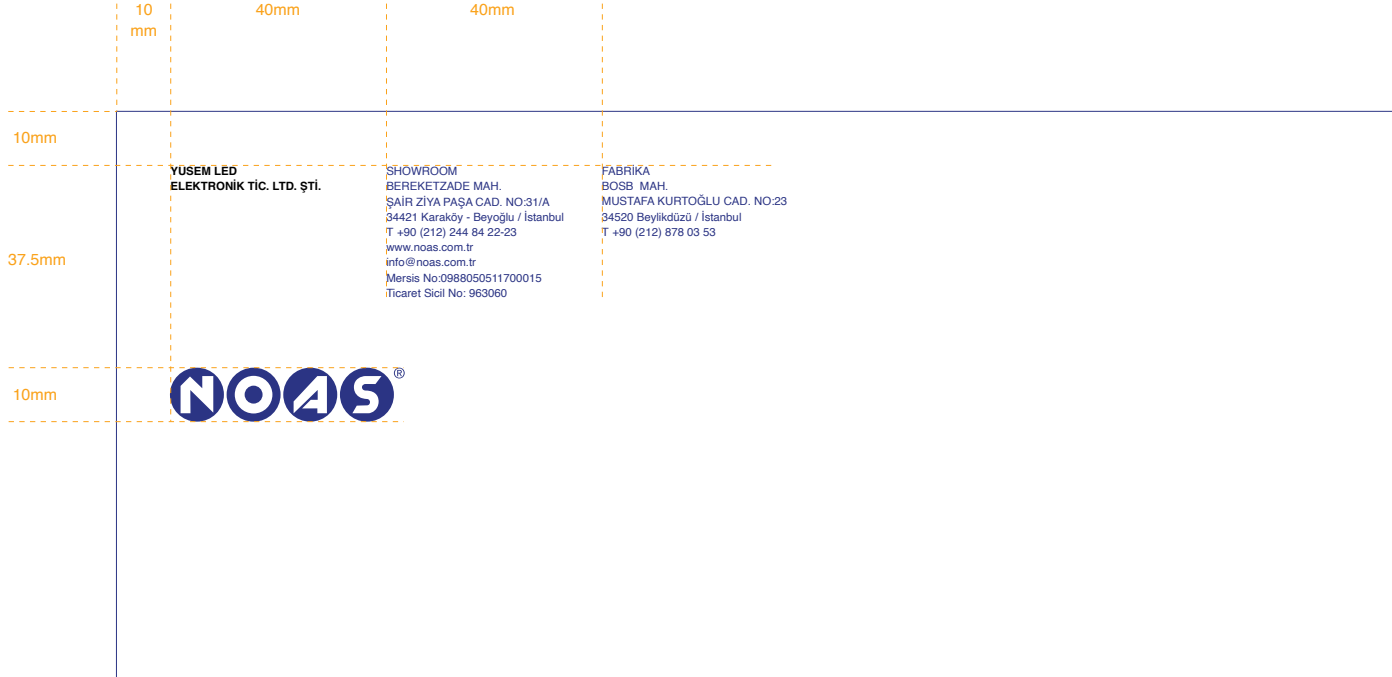 10
mm
40mm
40mm
10mm
37.5mm
10mm
YUSEM LED
ELEKTRONİK TİC. LTD. ŞTİ.
SHOWROOM
BEREKETZADE MAH.
ŞAİR ZİYA PAŞA CAD. NO:31/A
34421 Karaköy - Beyoğlu / İstanbul
T +90 (212) 244 84 22-23
www.noas.com.tr
info@noas.com.tr
Mersis No:0988050511700015
Ticaret Sicil No: 963060
FABRİKA
BOSB  MAH.
MUSTAFA KURTOĞLU CAD. NO:23
34520 Beylikdüzü / İstanbul
T +90 (212) 878 03 53
NOAS®